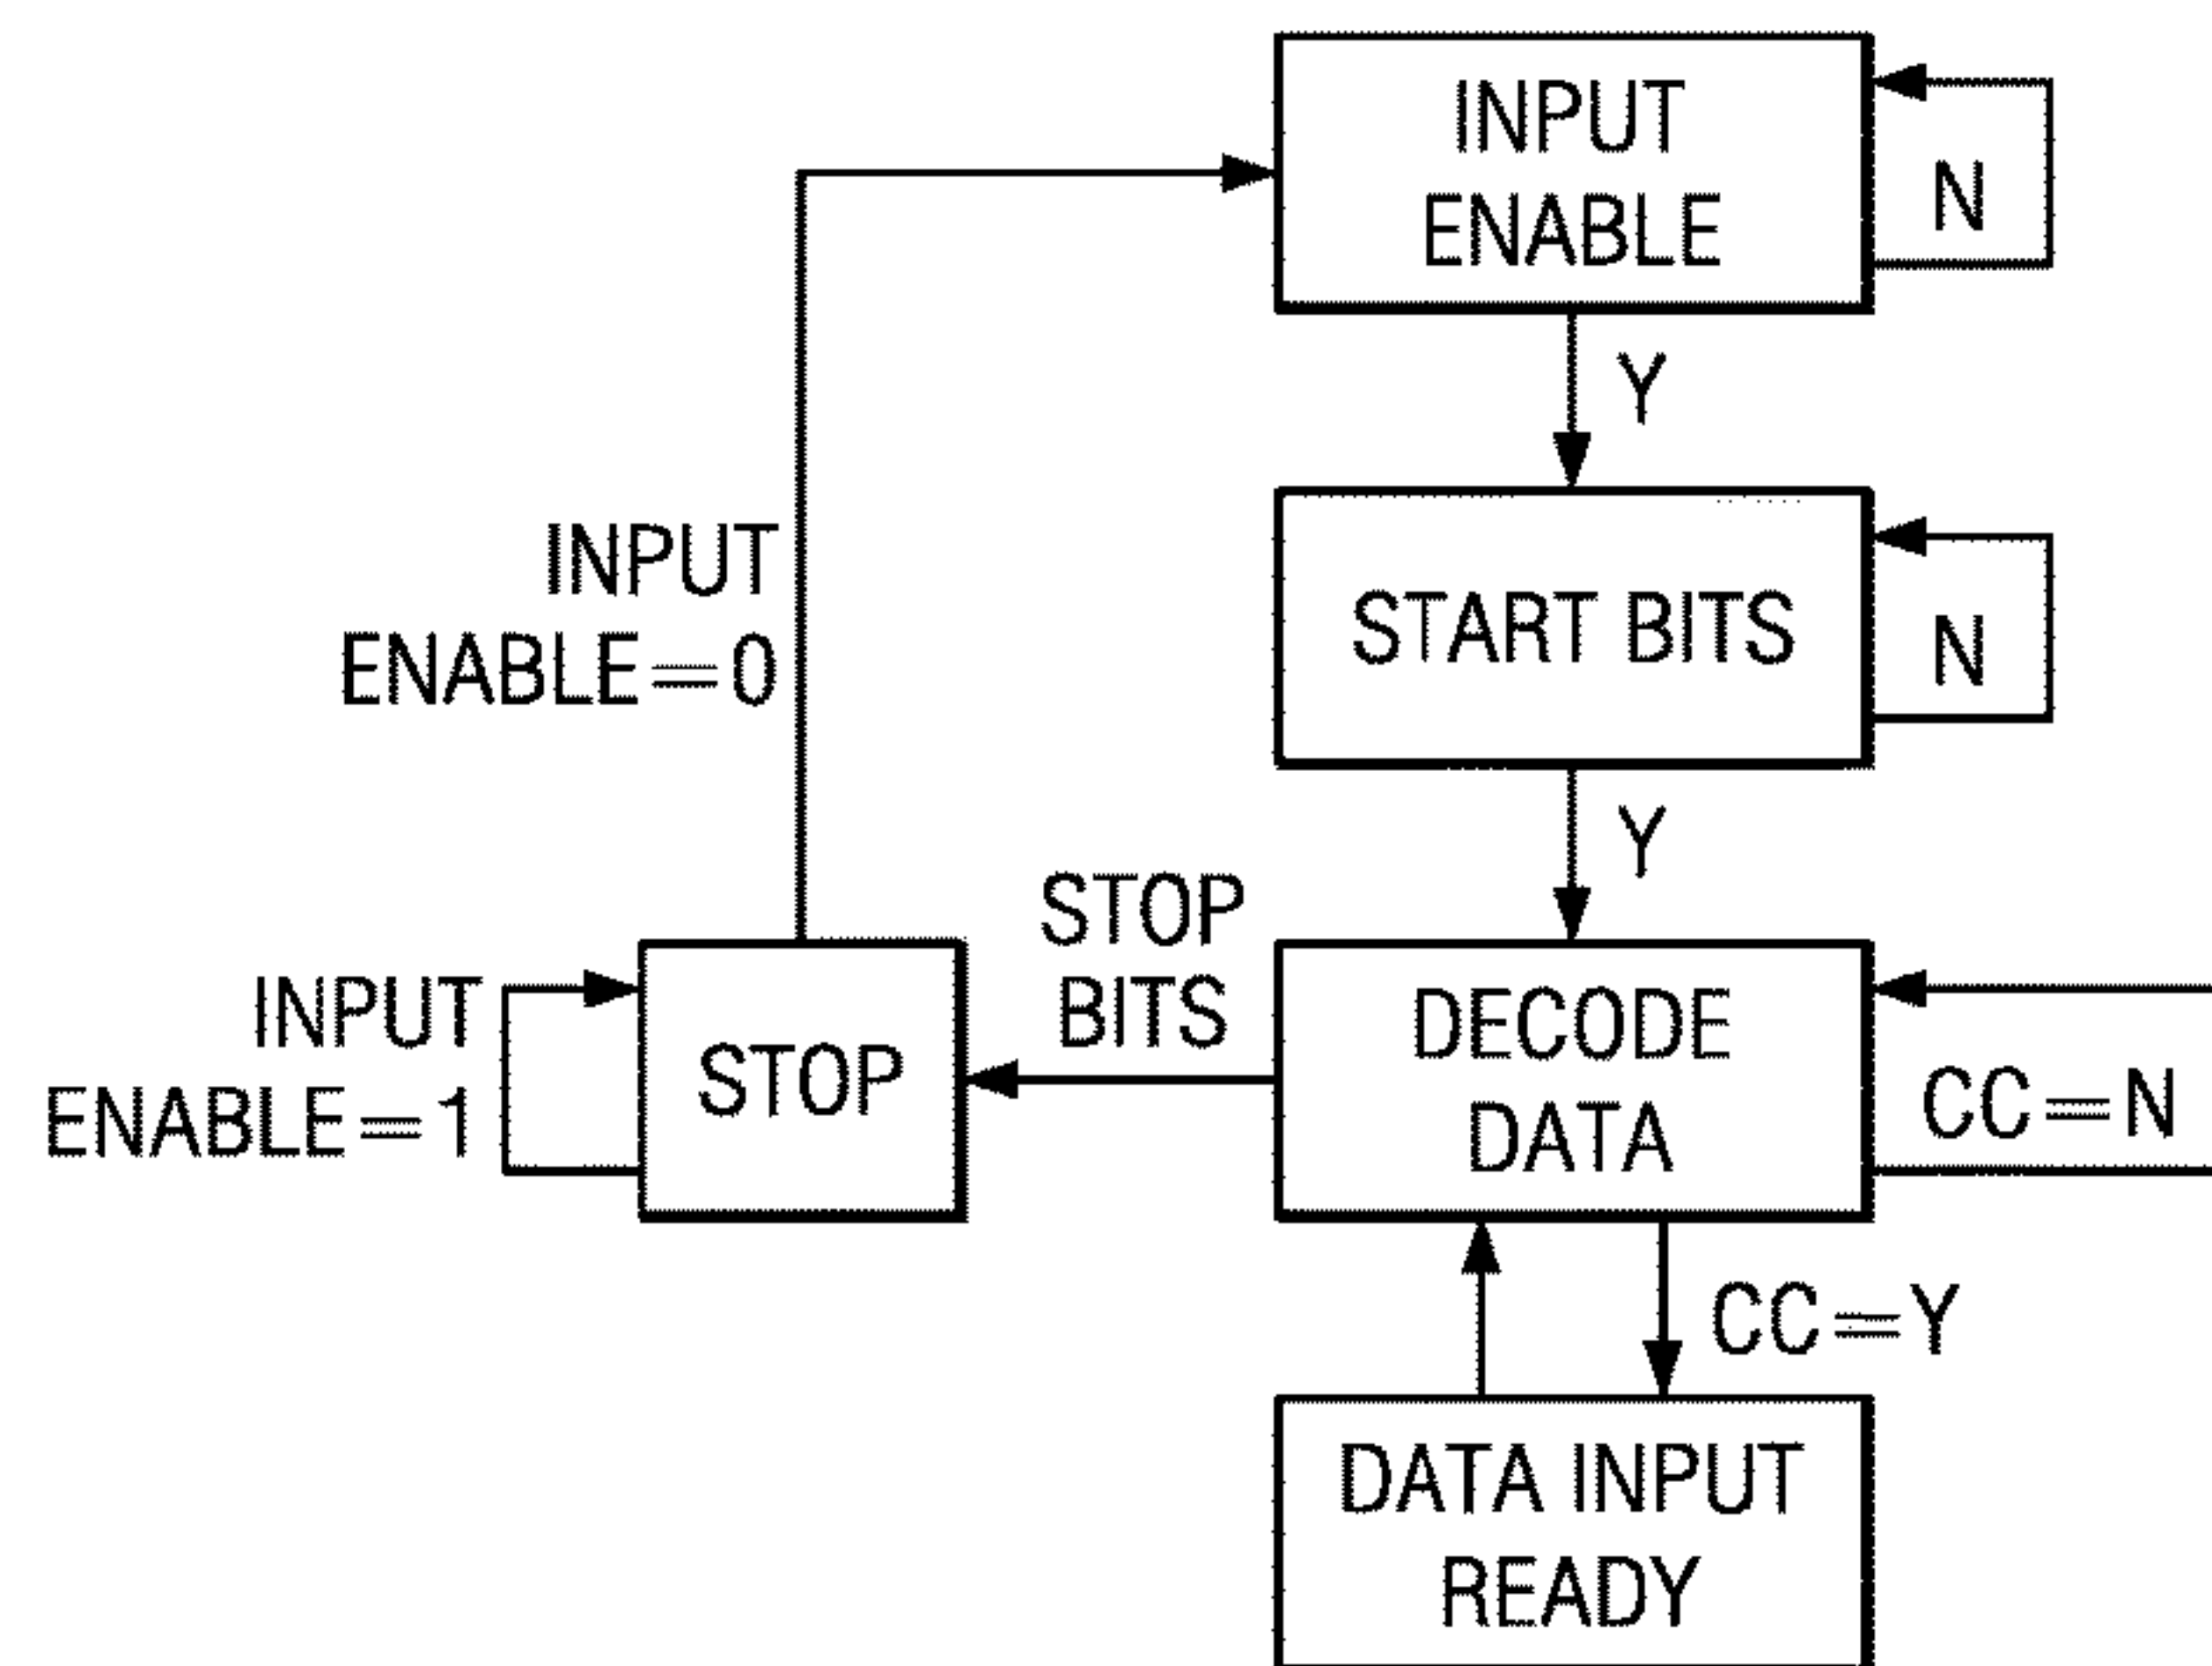 INPUT
ENABLE
N
Y
INPUT
ENABLE=0
START BITS
N
Y
STOP
BITS
INPUT
ENABLE=1
STOP
DECODE
DATA
CC=N
CC=Y
DATA INPUT
READY